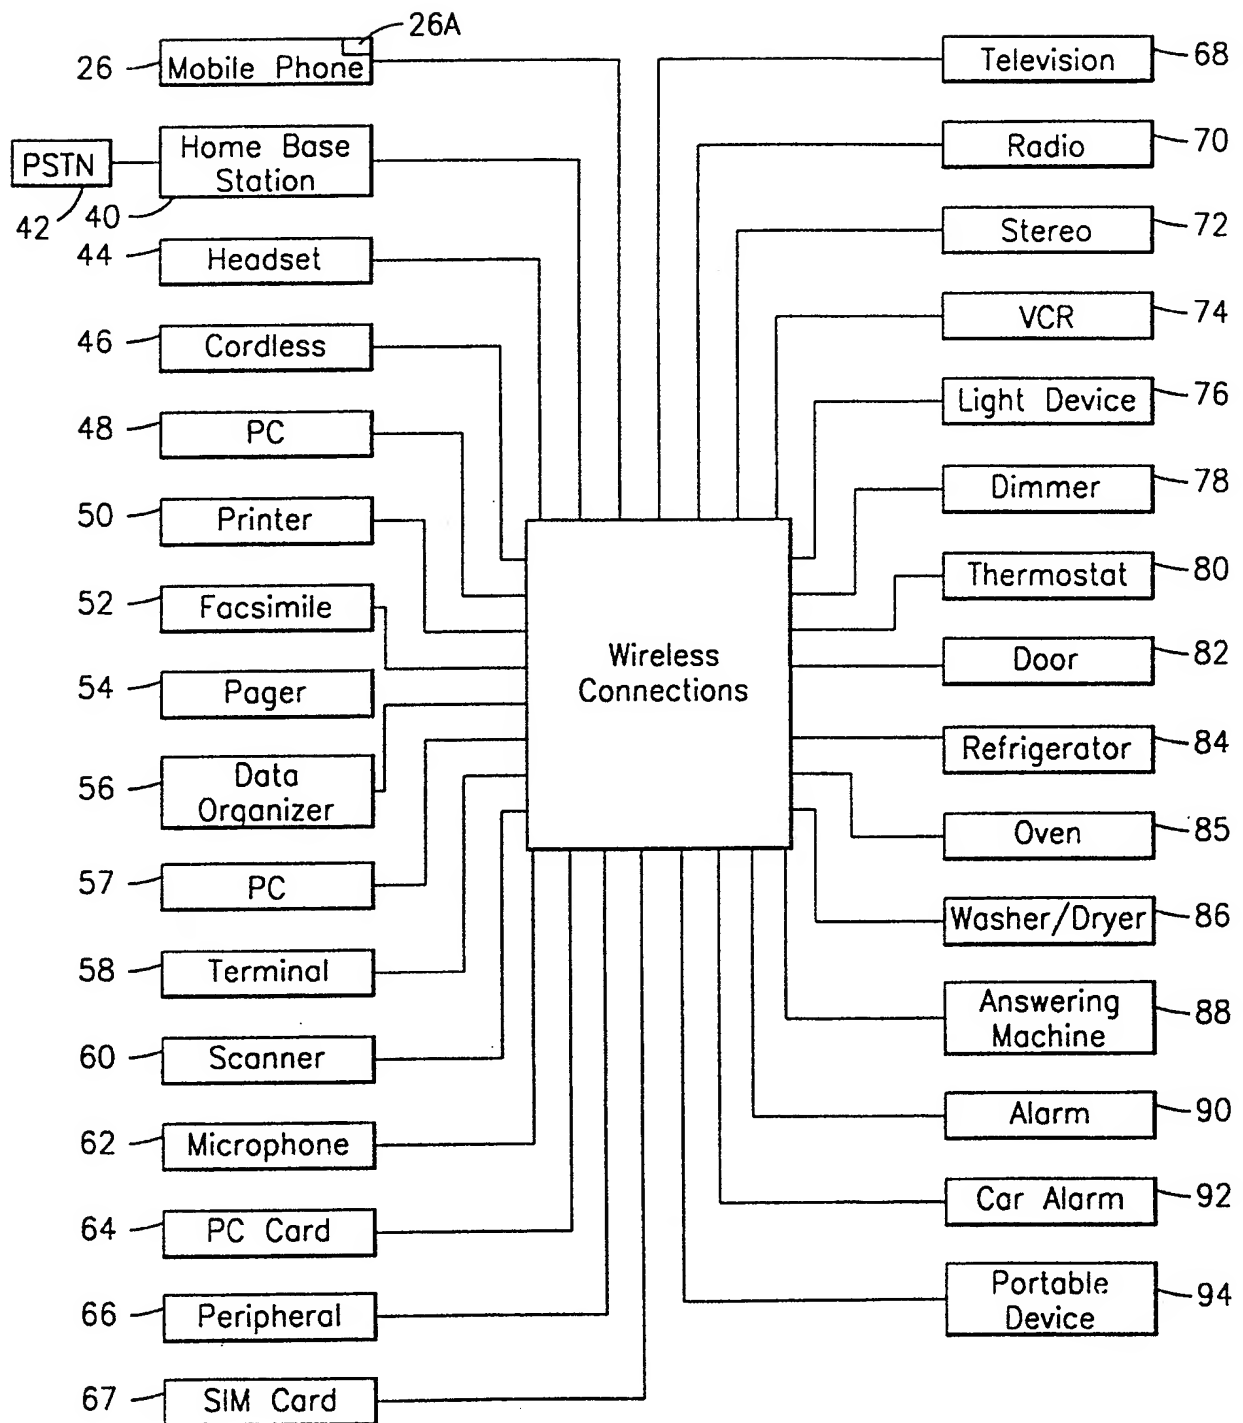 26A
26
Mobile Phone
PSTN
42
Home Base
Station
40
44
Headset
46
Cordless
48
PC
50
Printer
52
Facsimile
54
Pager
56
Data
Organizer
57
PC
58
Terminal
60
Scanner
62
Microphone
64
PC Card
66
Peripheral
67
SIM Card
Wireless
Connections
Television
68
Radio
70
Stereo
72
VCR
74
Light Device
76
Dimmer
78
Thermostat
80
Door
82
Refrigerator
84
Oven
85
Washer/Dryer
86
Answering
Machine
88
Alarm
90
Car Alarm
92
Portable
Device
94